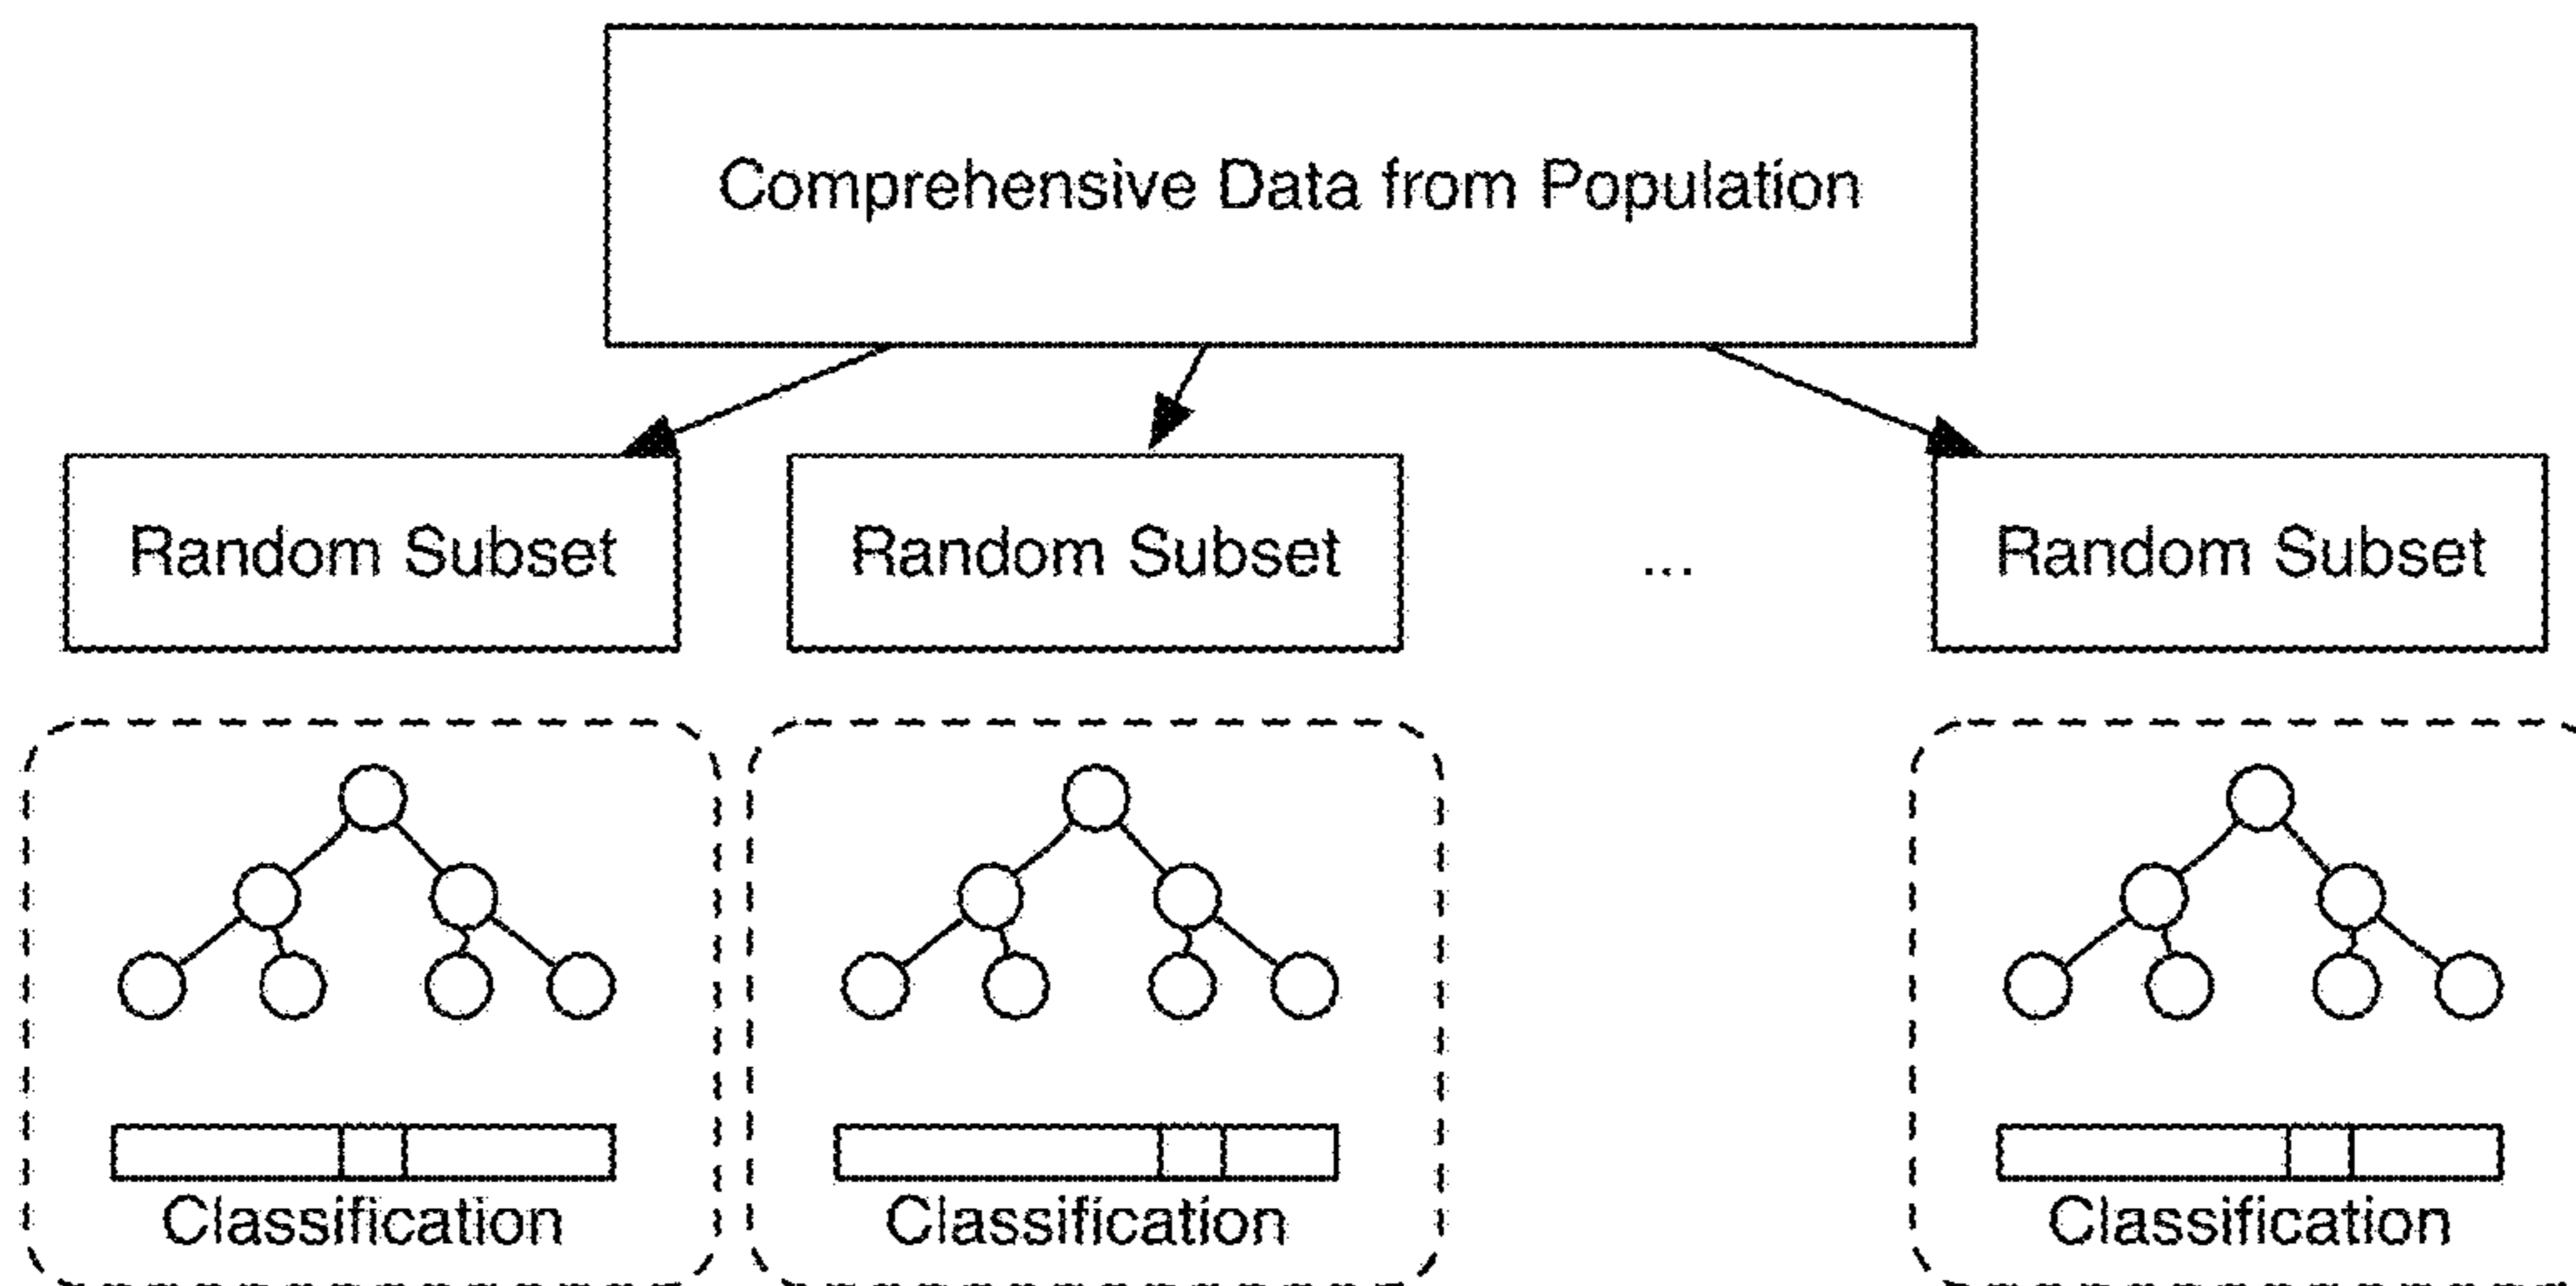 Comprehensive Data from Population
Random Subset
Random Subset
...
Random Subset
Classification
Classification
Classification